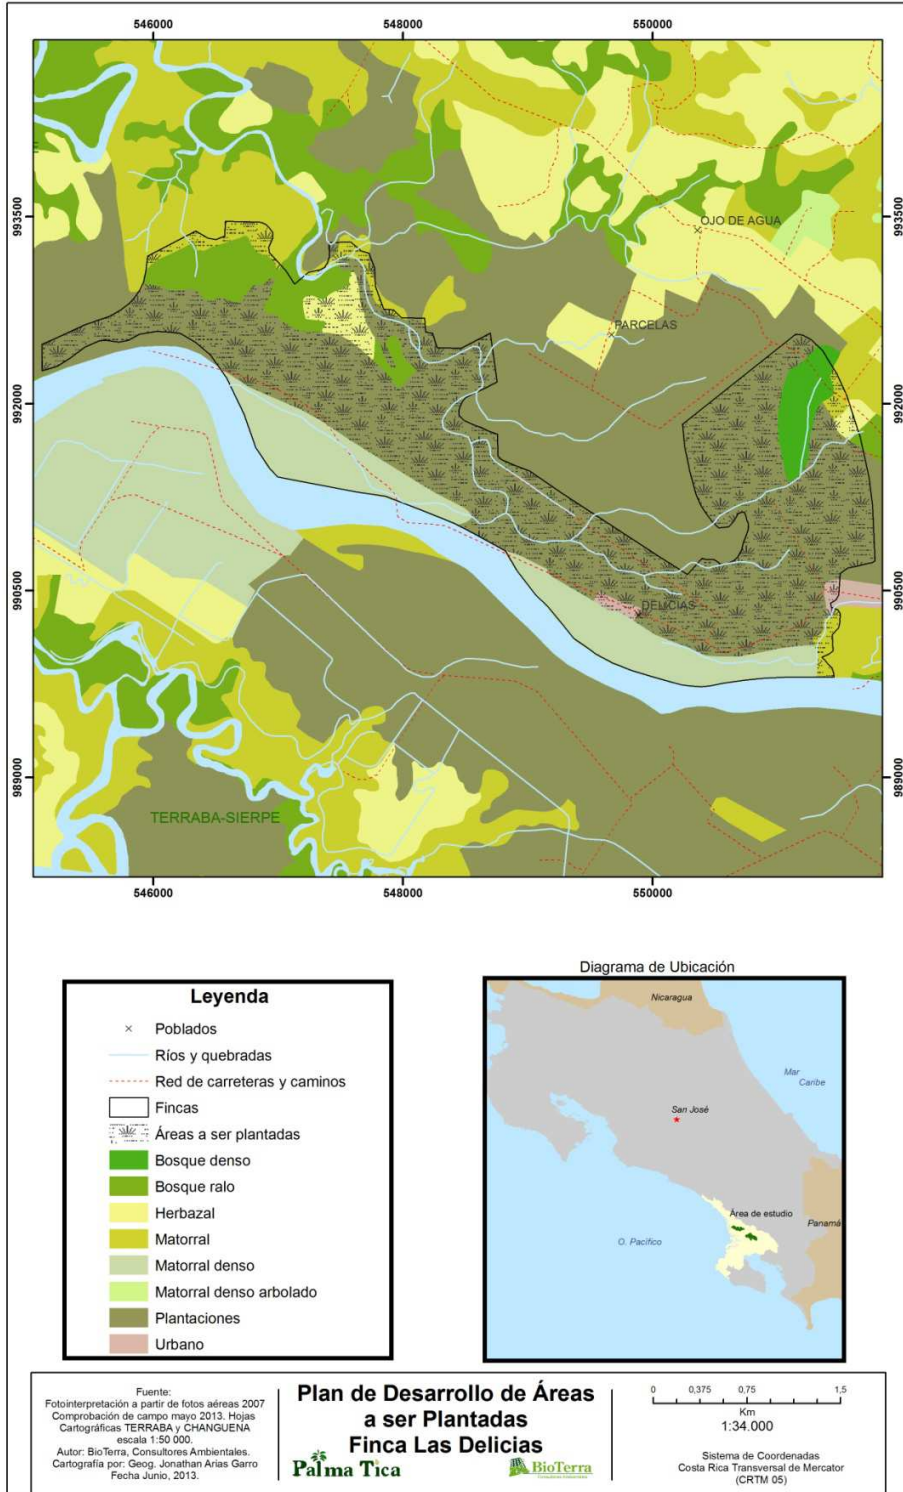 546000
548000
550000
993500
993500
OJO DE AGUA
PARCELAS
992000
992000
990500
990500
DELICIAS
989000
989000
TERRABA-SIERPE
546000
548000
550000
Leyenda
Poblados
Ríos y quebradas
Red de carreteras y caminos
Fincas
Áreas a ser plantadas
Bosque denso
Bosque ralo
Herbazal
Matorral
Matorral denso
Matorral denso arbolado
Plantaciones
Urbano
Diagrama de Ubicación
Nicaragua
Mar
Caribe
San José
Área de estudio
Panamá
O. Pacífico
Fuente:
Fotointerpretación a partir de fotos aéreas 2007
Comprobación de campo mayo 2013. Hojas
Cartográficas TERRABA y CHANGUENA
escala 1:50 000.
Autor: BioTerra, Consultores Ambientales.
Cartografía por: Geog. Jonathan Arias Garro
Fecha Junio, 2013.
Plan de Desarrollo de Áreas
a ser Plantadas
Finca Las Delicias
Palma Tica
BioTerra
Consultores Ambientales
0 0,375 0,75 1,5
Km
1:34.000
Sistema de Coordenadas
Costa Rica Transversal de Mercator
(CRTM 05)